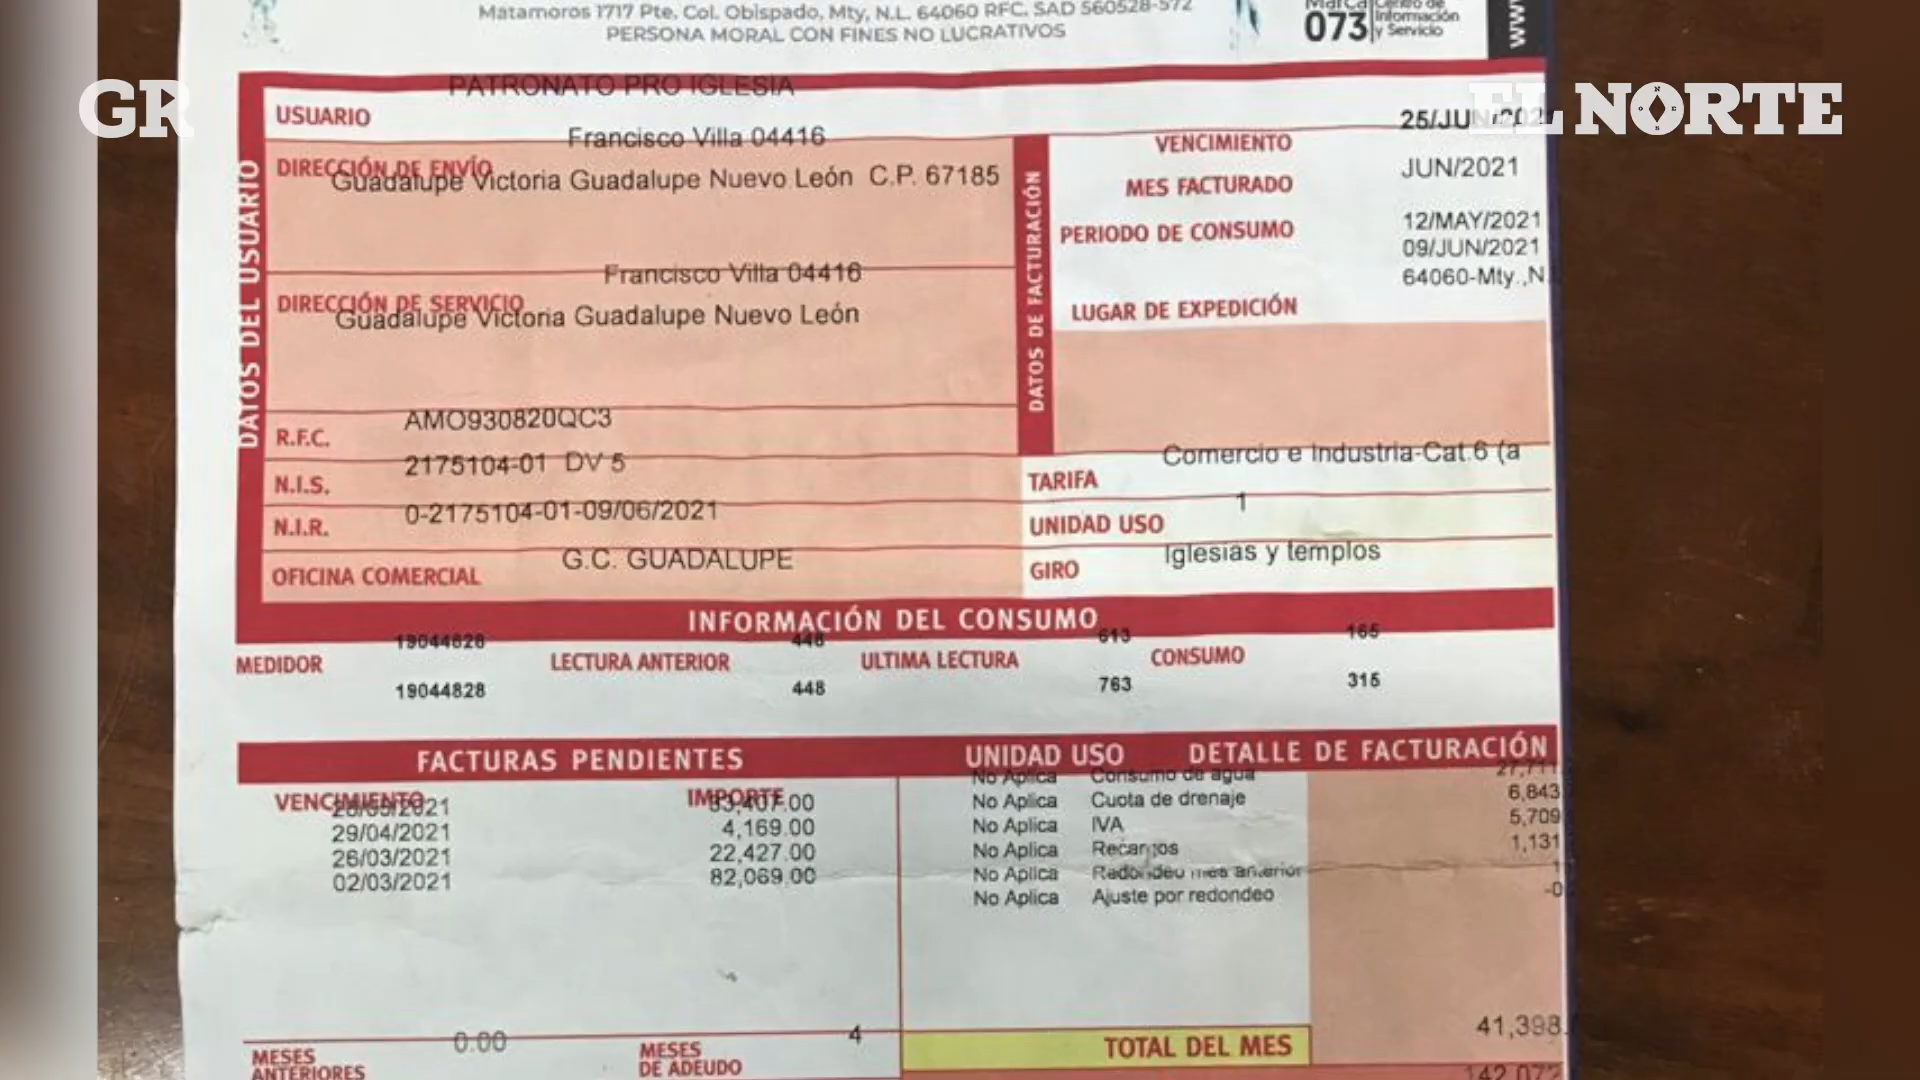 Matamoros 1717 Pte. Col. Obispado, Mty, N.L. 64060 RFC. SAD 560528-572
PERSONA MORAL CON FINES NO LUCRATIVOS
Marca
073
Centro de
Información
y Servicio
www
GR
EL NORTE
DATOS DEL USUARIO
USUARIO PATRONATO PRO IGLESIA
DIRECCIÓN DE ENVÍO Francisco Villa 04416
Guadalupe Victoria Guadalupe Nuevo León C.P. 67185
DIRECCIÓN DE SERVICIO Francisco Villa 04416
Guadalupe Victoria Guadalupe Nuevo León
R.F.C. AMO930820QC3
N.I.S. 2175104-01 DV 5
N.I.R. 0-2175104-01-09/06/2021
OFICINA COMERCIAL G.C. GUADALUPE
DATOS DE FACTURACIÓN
VENCIMIENTO 25/JUN/2021
MES FACTURADO JUN/2021
PERIODO DE CONSUMO 12/MAY/2021
09/JUN/2021
LUGAR DE EXPEDICIÓN 64060-Mty.,N.
TARIFA Comercio e Industria-Cat.6 (a
UNIDAD USO 1
GIRO Iglesias y templos
INFORMACIÓN DEL CONSUMO
19044828 448 613 165
MEDIDOR LECTURA ANTERIOR ULTIMA LECTURA CONSUMO
19044828 448 763 315
FACTURAS PENDIENTES
VENCIMIENTO IMPORTE
33,407.00
29/04/2021 4,169.00
26/03/2021 22,427.00
02/03/2021 82,069.00
UNIDAD USO DETALLE DE FACTURACIÓN
No Aplica Consumo de agua 27,711
No Aplica Cuota de drenaje 6,843
No Aplica IVA 5,709
No Aplica Recargos 1,131
No Aplica Redondeo mes anterior 1
No Aplica Ajuste por redondeo -0
MESES
ANTERIORES 0.00
MESES
DE ADEUDO 4
TOTAL DEL MES 41,398.
142,072